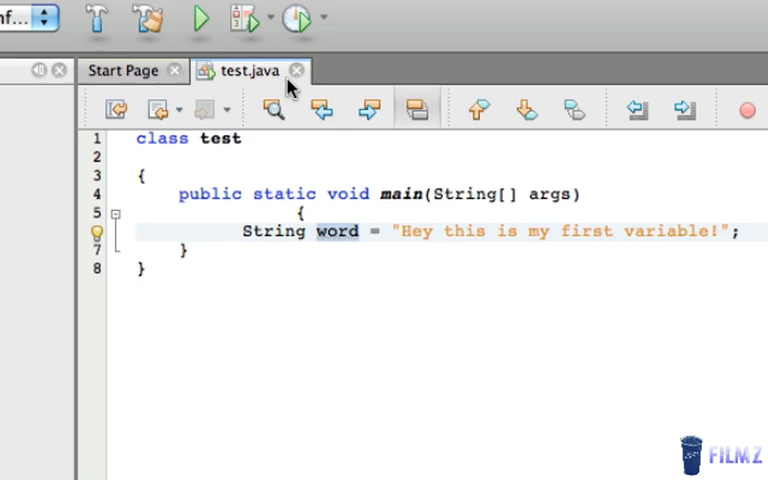 nf...
Start Page
test.java
1 class test
2
3 {
4 public static void main(String[] args)
5 {
String word = "Hey this is my first variable!";
7 }
8 }
FILMZ